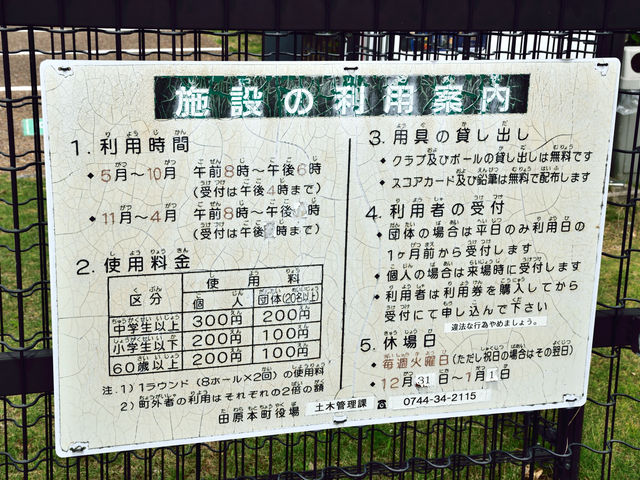 施設の利用案内
1. 利用時間
◆ 5月〜10月 午前8時〜午後6時
(受付は午後4時まで)
◆ 11月〜4月 午前8時〜午後 時
(受付は午後 時まで)
2. 使用料金
区分 使用料
個人 団体(20名以上)
中学生以上 300円 200円
小学生以下 200円 100円
60歳以上 200円 100円
注.1) 1ラウンド(8ホール×2回)の使用料
2) 町外者の利用はそれぞれの2倍の額
田原本町役場 土木管理課 ☎ 0744-34-2115
3. 用具の貸し出し
◆ クラブ及びボールの貸し出しは無料です
◆ スコアカード及び鉛筆は無料で配布します
4. 利用者の受付
◆ 団体の場合は平日のみ利用日の
1ヶ月前から受付します
◆ 個人の場合は来場時に受付します
◆ 利用者は利用券を購入してから
受付にて申し込んで下さい
違法な行為やめましょう。
5. 休場日
◆ 毎週火曜日(ただし祝日の場合はその翌日)
◆ 12月31日〜1月1日